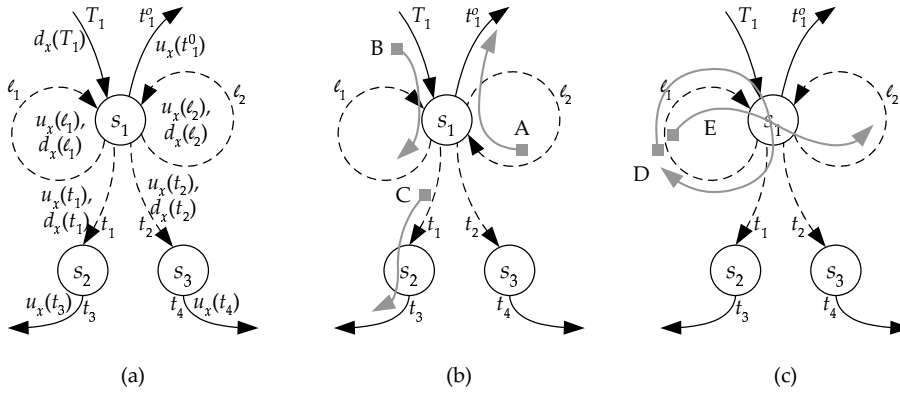 T₁
t₁ᵒ
dₓ(T₁)
uₓ(t₁⁰)
ℓ₁
ℓ₂
s₁
uₓ(ℓ₁),
dₓ(ℓ₁)
uₓ(ℓ₂),
dₓ(ℓ₂)
uₓ(t₁),
dₓ(t₁)
uₓ(t₂),
dₓ(t₂)
t₁
t₂
s₂
s₃
uₓ(t₃)
t₃
t₄
uₓ(t₄)
(a)
T₁
t₁ᵒ
B
ℓ₁
ℓ₂
s₁
A
C
t₁
t₂
s₂
s₃
t₃
t₄
(b)
T₁
t₁ᵒ
ℓ₁
ℓ₂
s₁
E
D
t₁
t₂
s₂
s₃
t₃
t₄
(c)